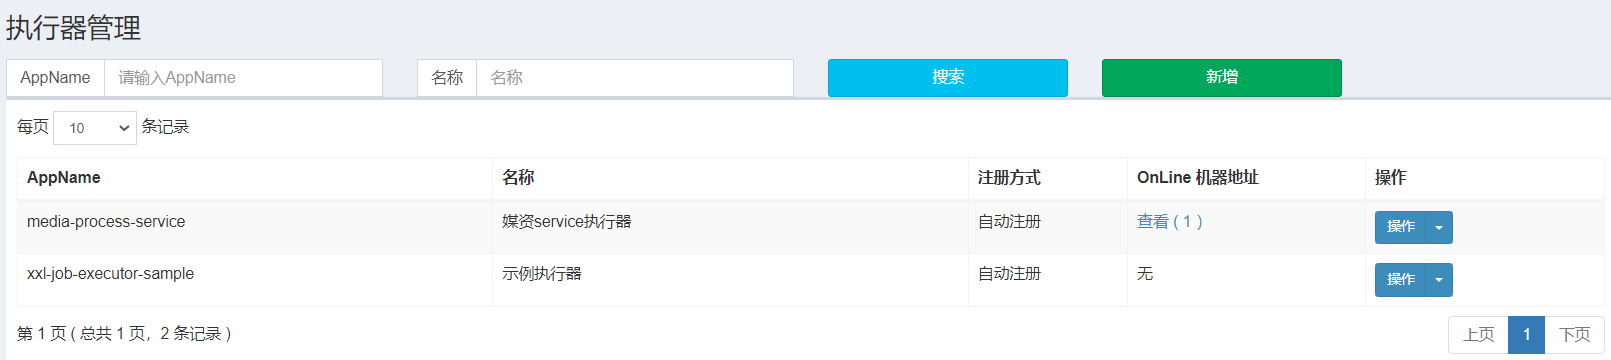 执行器管理
AppName 请输入AppName 名称 名称 搜索 新增
每页 10 条记录
AppName 名称 注册方式 OnLine 机器地址 操作
media-process-service 媒资service执行器 自动注册 查看 ( 1 ) 操作
xxl-job-executor-sample 示例执行器 自动注册 无 操作
第 1 页 ( 总共 1 页，2 条记录 ) 上页 1 下页